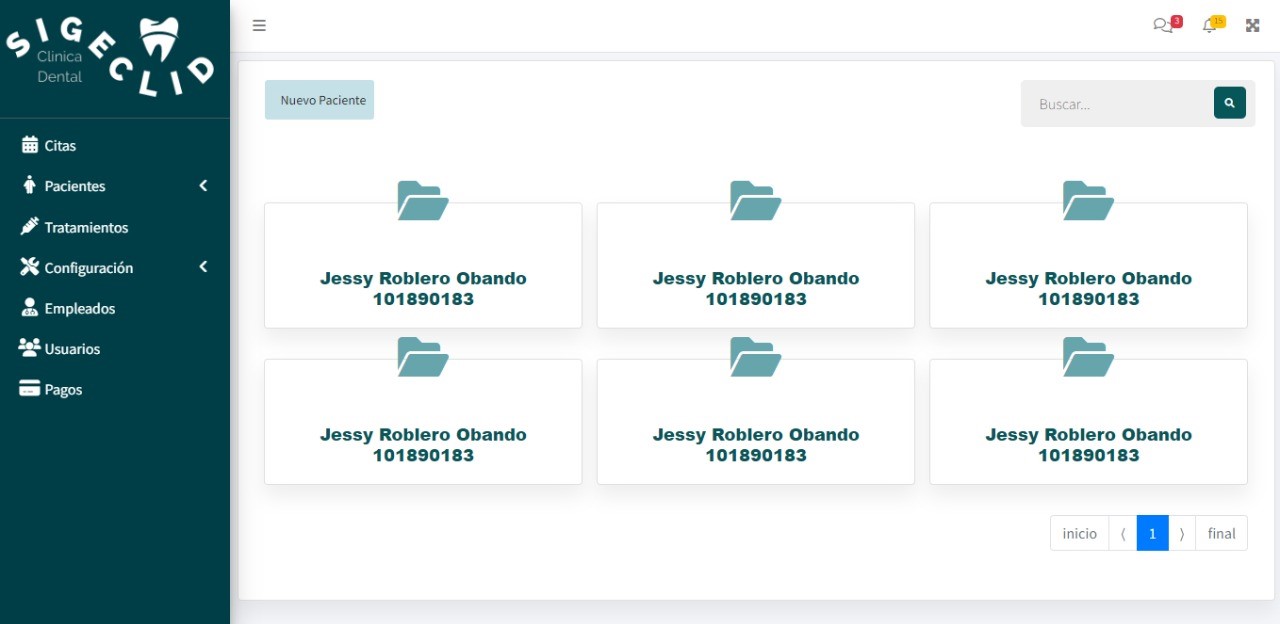 SIGECLID
Clinica
Dental
3
15
Citas
Pacientes
Tratamientos
Configuración
Empleados
Usuarios
Pagos
Nuevo Paciente
Buscar...
Jessy Roblero Obando
101890183
Jessy Roblero Obando
101890183
Jessy Roblero Obando
101890183
Jessy Roblero Obando
101890183
Jessy Roblero Obando
101890183
Jessy Roblero Obando
101890183
inicio ⟨ 1 ⟩ final